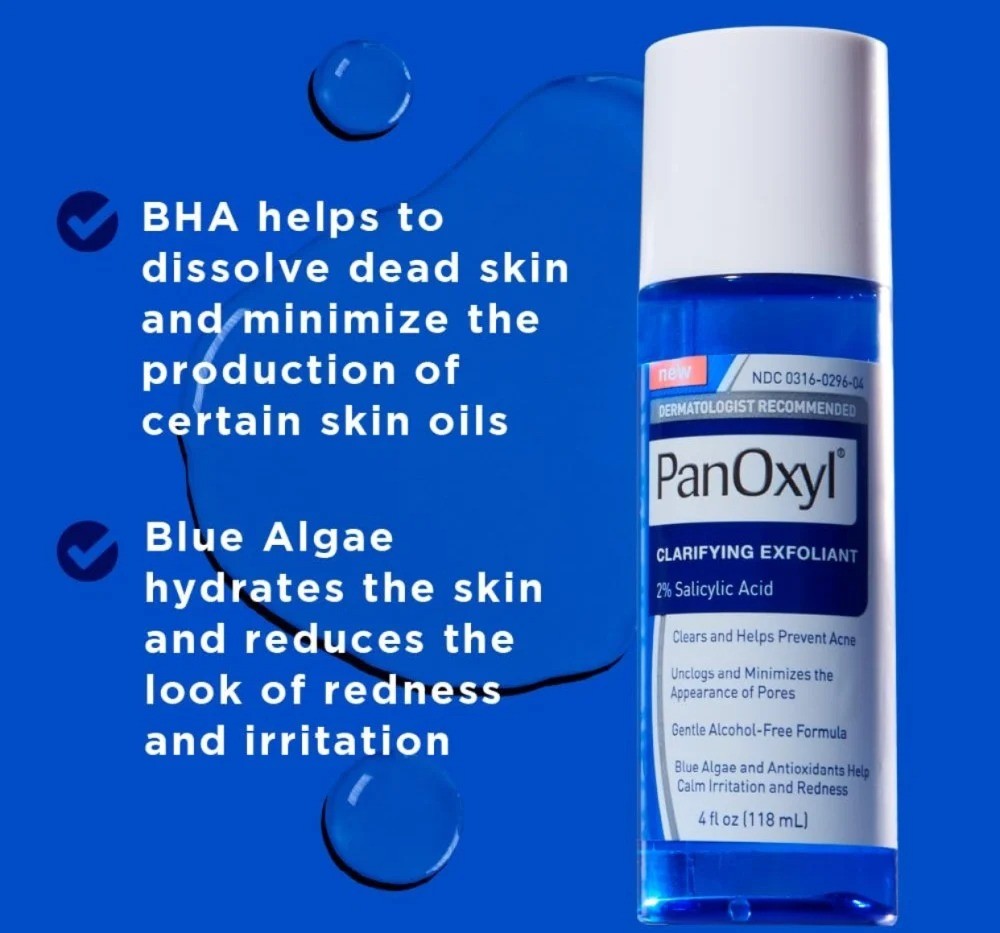 BHA helps to
dissolve dead skin
and minimize the
production of
certain skin oils
Blue Algae
hydrates the skin
and reduces the
look of redness
and irritation
new
NDC 0316-0296-04
DERMATOLOGIST RECOMMENDED
PanOxyl®
CLARIFYING EXFOLIANT
2% Salicylic Acid
Clears and Helps Prevent Acne
Unclogs and Minimizes the
Appearance of Pores
Gentle Alcohol-Free Formula
Blue Algae and Antioxidants Help
Calm Irritation and Redness
4 fl oz (118 mL)